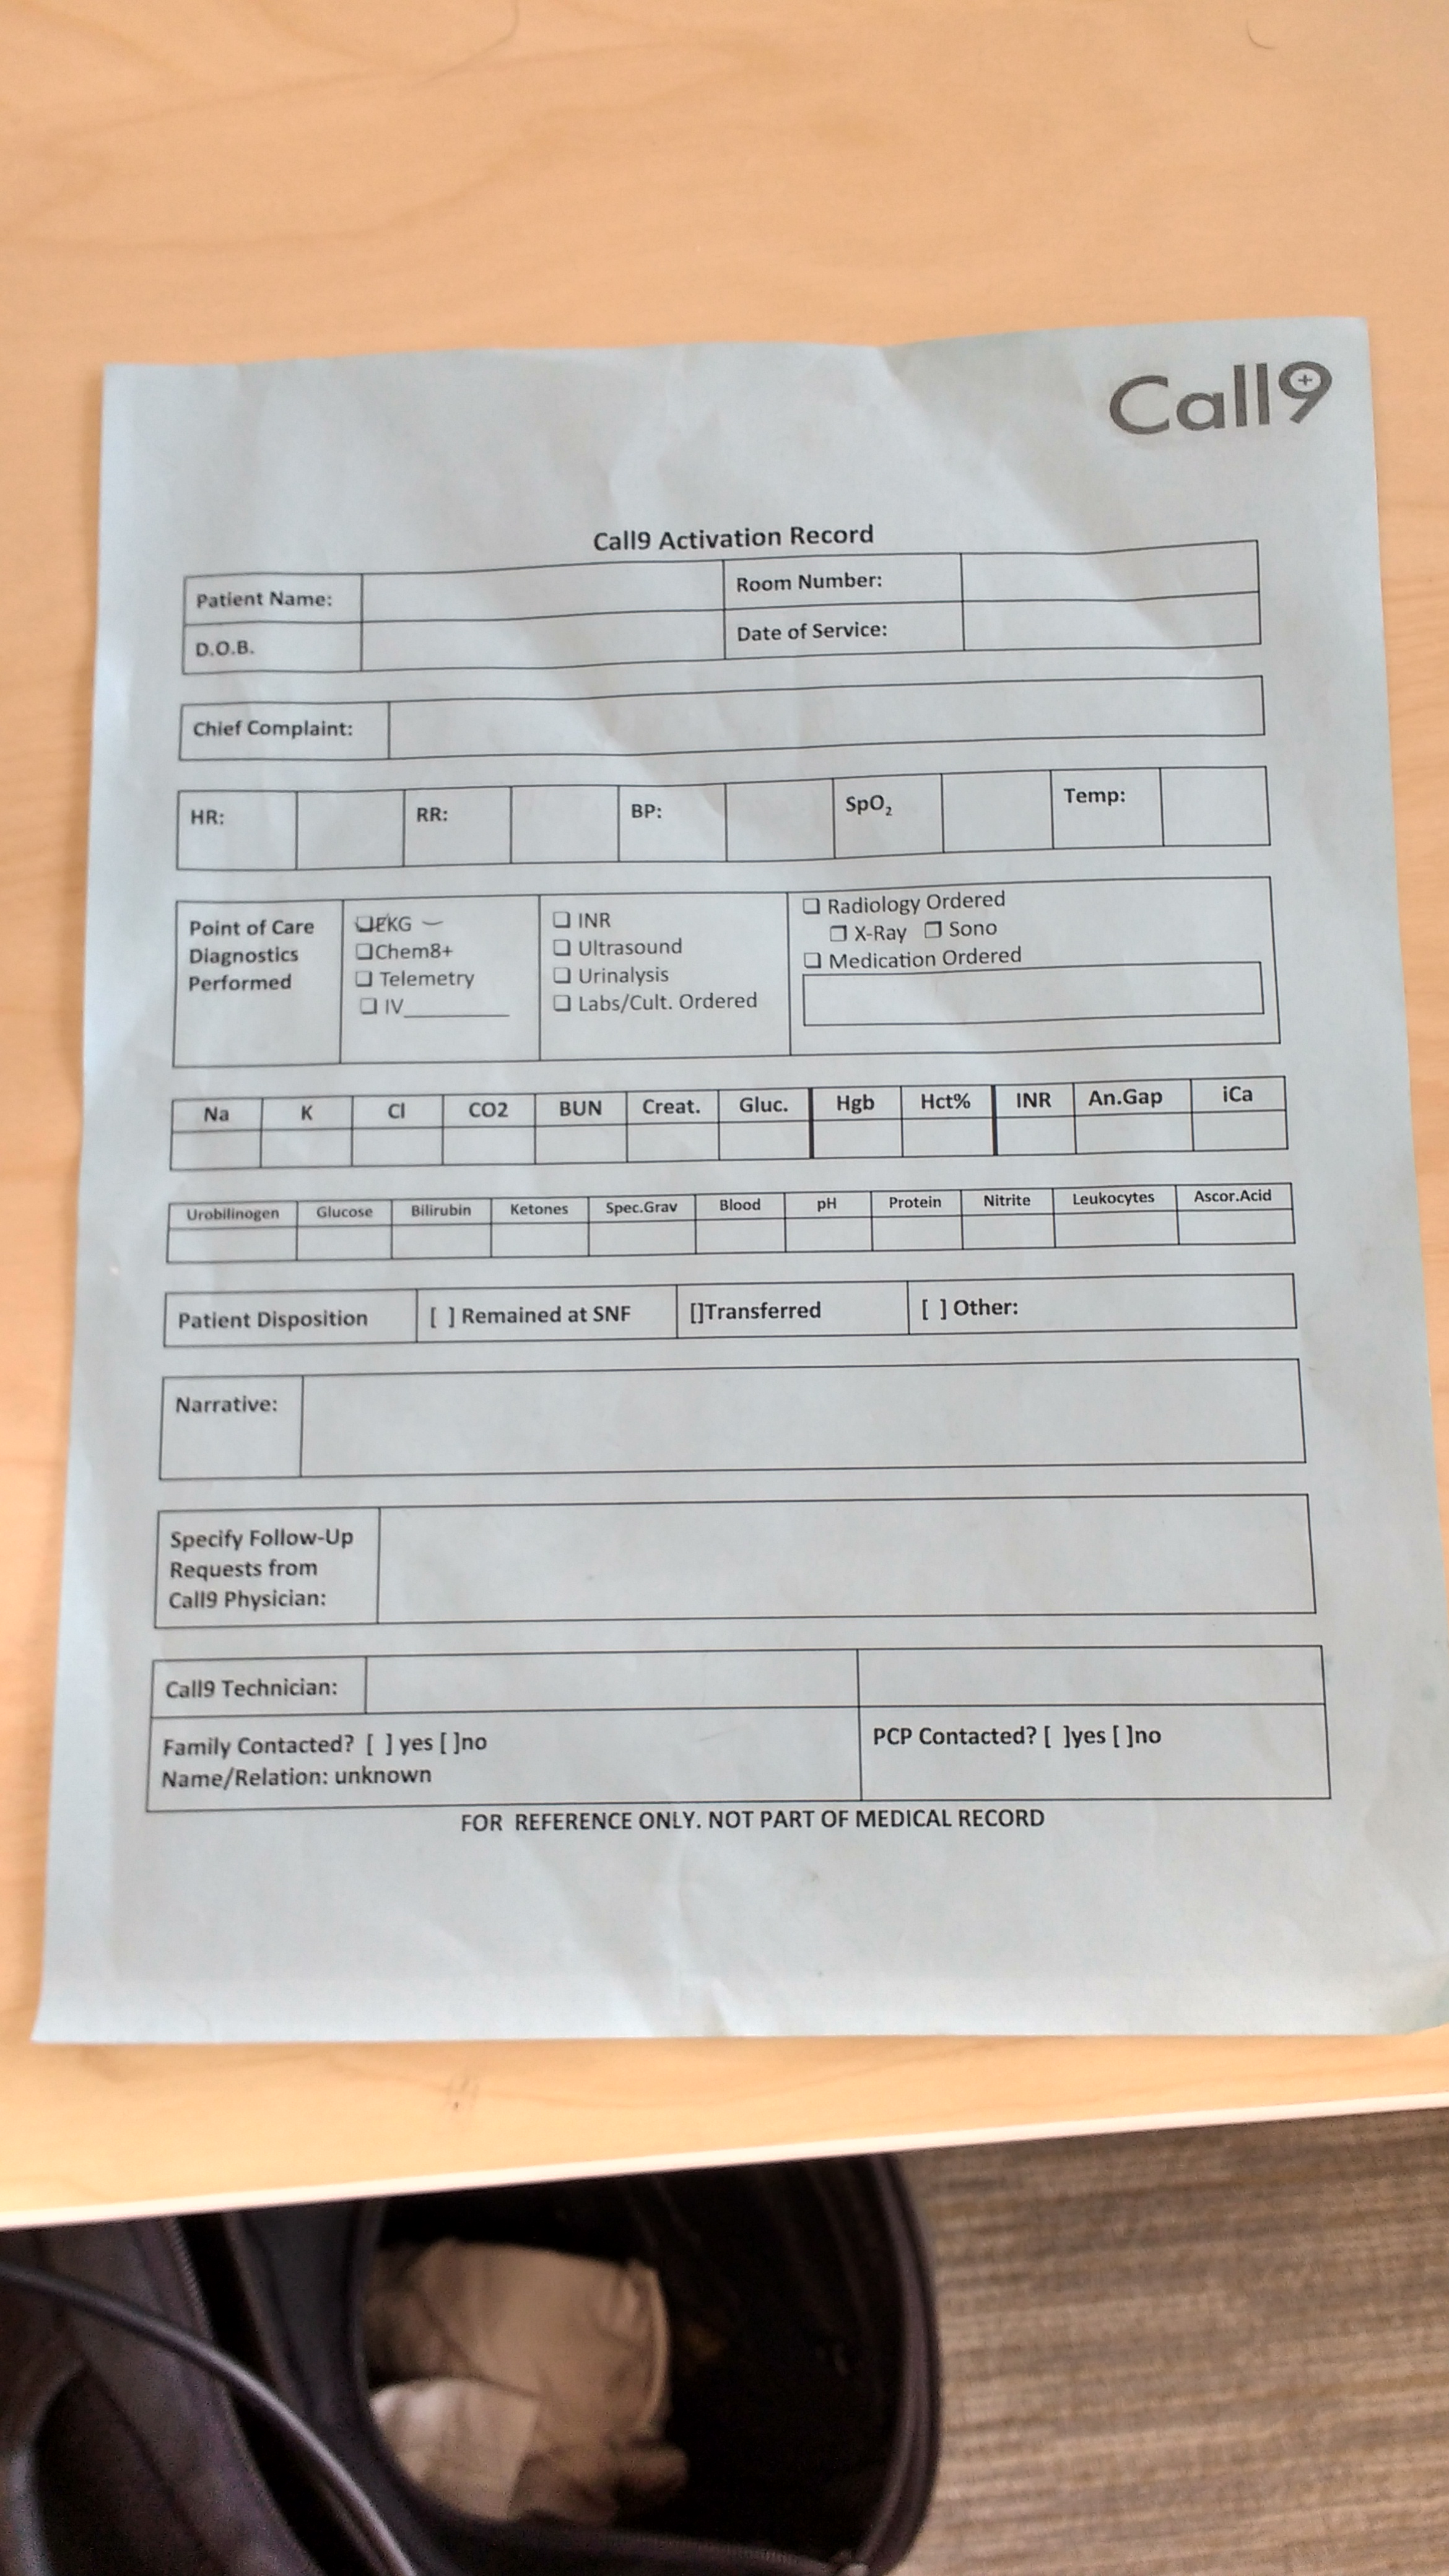 Call9
Call9 Activation Record
Patient Name: Room Number:
D.O.B. Date of Service:
Chief Complaint:
HR: RR: BP: SpO₂ Temp:
Point of Care Diagnostics Performed
❑EKG —
❑Chem8+
❑ Telemetry
❑ IV__________
❑ INR
❑ Ultrasound
❑ Urinalysis
❑ Labs/Cult. Ordered
❑ Radiology Ordered
❑ X-Ray ❑ Sono
❑ Medication Ordered
Na K Cl CO2 BUN Creat. Gluc. Hgb Hct% INR An.Gap iCa
Urobilinogen Glucose Bilirubin Ketones Spec.Grav Blood pH Protein Nitrite Leukocytes Ascor.Acid
Patient Disposition [ ] Remained at SNF []Transferred [ ] Other:
Narrative:
Specify Follow-Up
Requests from
Call9 Physician:
Call9 Technician:
Family Contacted? [ ] yes [ ]no
Name/Relation: unknown
PCP Contacted? [ ]yes [ ]no
FOR REFERENCE ONLY. NOT PART OF MEDICAL RECORD